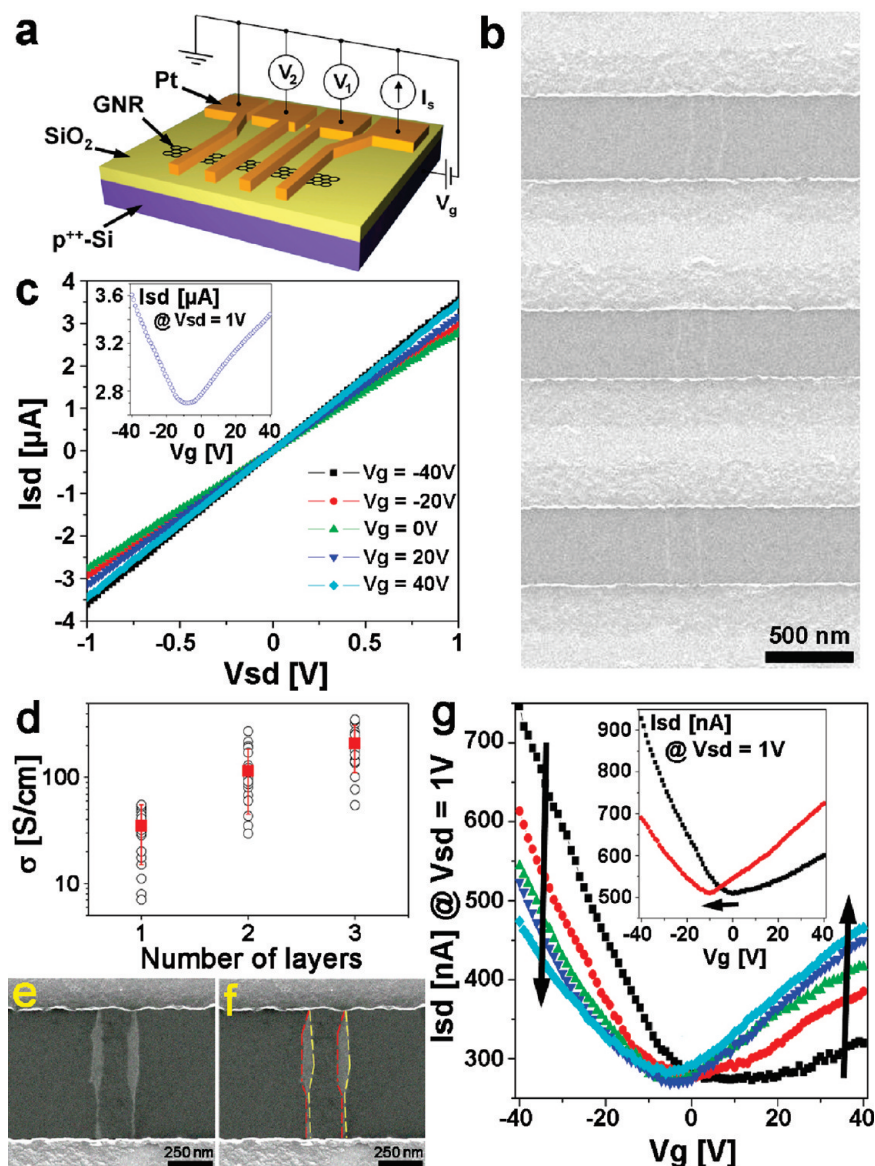 a
Pt
GNR
SiO2
p++-Si
V2
V1
Is
Vg
b
500 nm
c
Isd [µA]
@ Vsd = 1V
3.6
3.2
2.8
-40 -20 0 20 40
Vg [V]
4
3
2
1
0
-1
-2
-3
-4
Isd [µA]
Vg = -40V
Vg = -20V
Vg = 0V
Vg = 20V
Vg = 40V
-1 -0.5 0 0.5 1
Vsd [V]
d
σ [S/cm]
100
10
1 2 3
Number of layers
e
250 nm
f
250 nm
g
Isd [nA] @ Vsd = 1V
700
600
500
400
300
-40 -20 0 20 40
Vg [V]
Isd [nA]
@ Vsd = 1V
900
800
700
600
500
-40 -20 0 20 40
Vg [V]